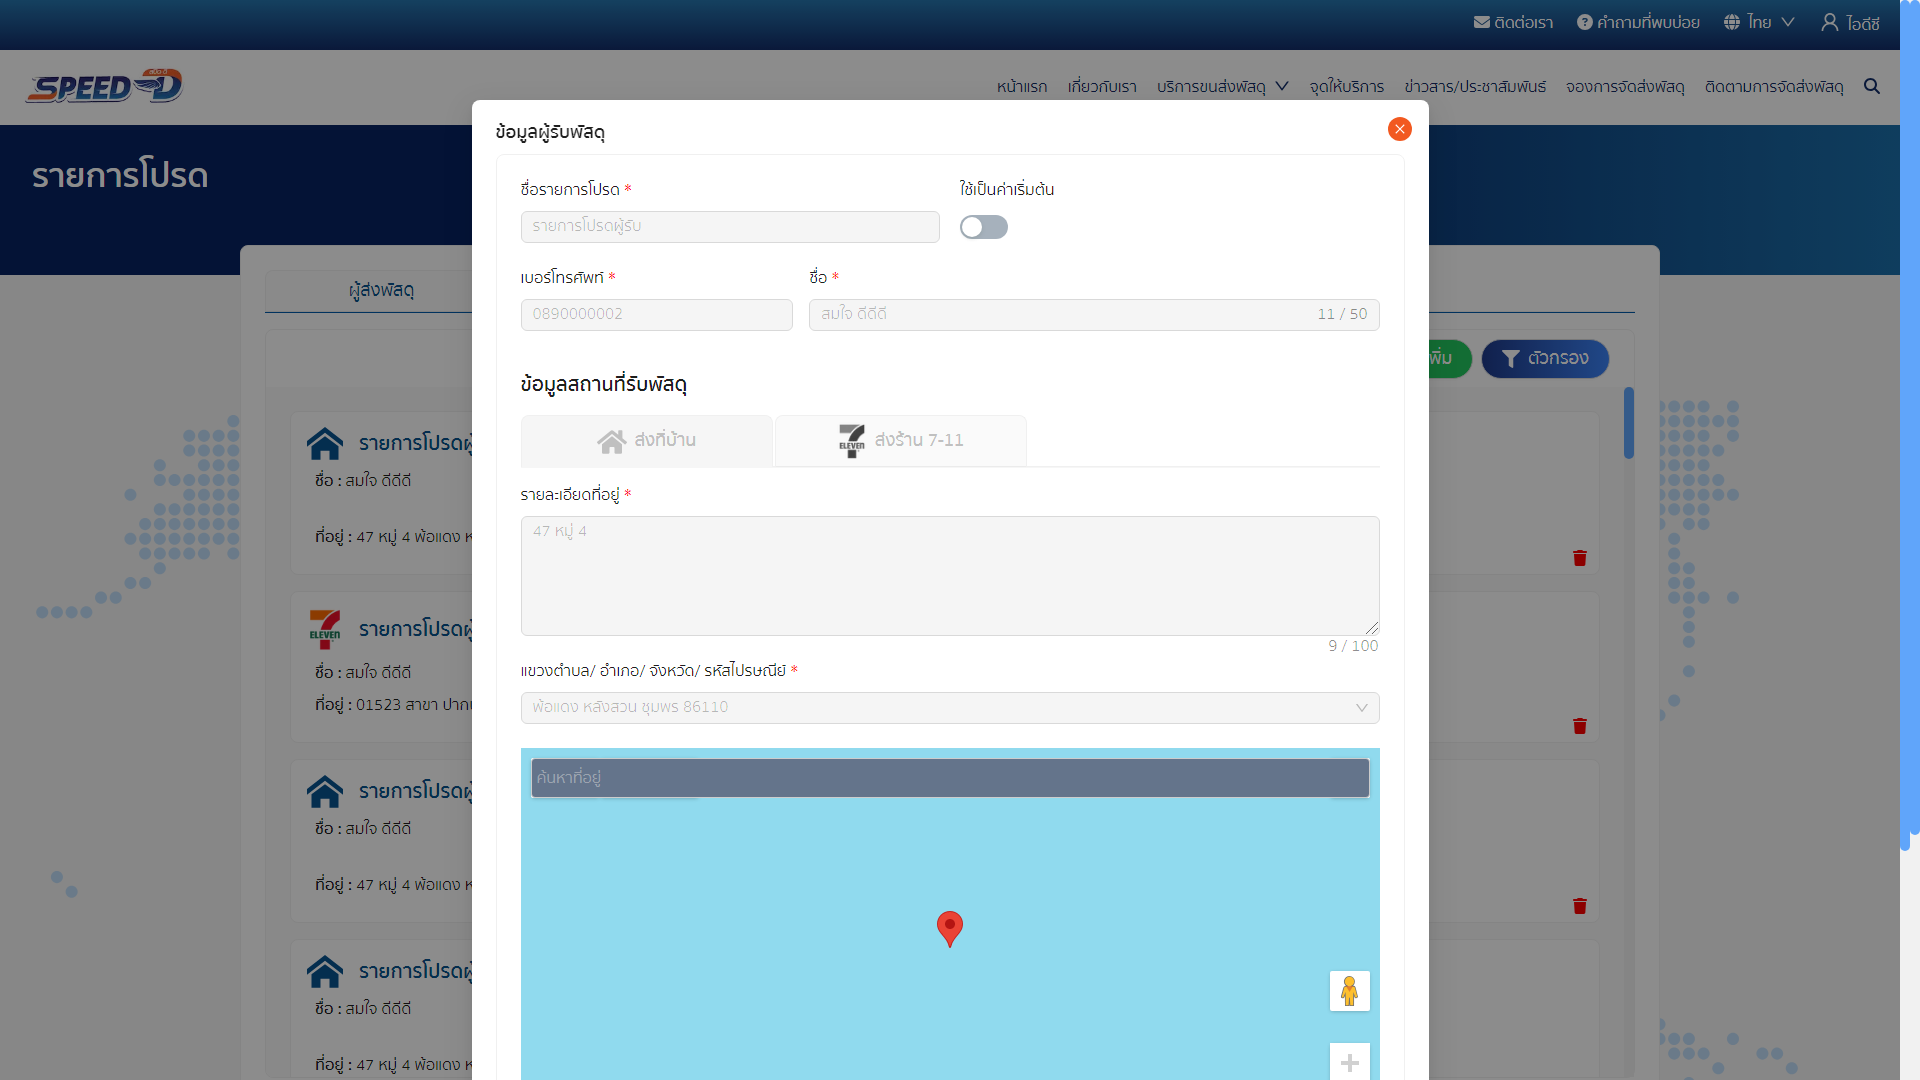 ติดต่อเรา
คำถามที่พบบ่อย
ไทย
ไอดีซี
SPEED-D
หน้าแรก
เกี่ยวกับเรา
บริการขนส่งพัสดุ
จุดให้บริการ
ข่าวสาร/ประชาสัมพันธ์
จองการจัดส่งพัสดุ
ติดตามการจัดส่งพัสดุ
รายการโปรด
ผู้ส่งพัสดุ
ตัวกรอง
รายการโปรดผู้
ชื่อ : สมใจ ดีดีดี
ที่อยู่ : 47 หมู่ 4 พ้อแดง ห
ELEVEN
รายการโปรดผู้
ชื่อ : สมใจ ดีดีดี
ที่อยู่ : 01523 สาขา ปากน
รายการโปรดผู้
ชื่อ : สมใจ ดีดีดี
ที่อยู่ : 47 หมู่ 4 พ้อแดง ห
รายการโปรดผู้
ชื่อ : สมใจ ดีดีดี
ที่อยู่ : 47 หมู่ 4 พ้อแดง ห
ข้อมูลผู้รับพัสดุ
ชื่อรายการโปรด *
ใช้เป็นค่าเริ่มต้น
รายการโปรดผู้รับ
เบอร์โทรศัพท์ *
ชื่อ *
0890000002
สมใจ ดีดีดี
11 / 50
ข้อมูลสถานที่รับพัสดุ
ส่งที่บ้าน
ELEVEN
ส่งร้าน 7-11
รายละเอียดที่อยู่ *
47 หมู่ 4
9 / 100
แขวงตำบล/ อำเภอ/ จังหวัด/ รหัสไปรษณีย์ *
พ้อแดง หลังสวน ชุมพร 86110
ค้นหาที่อยู่